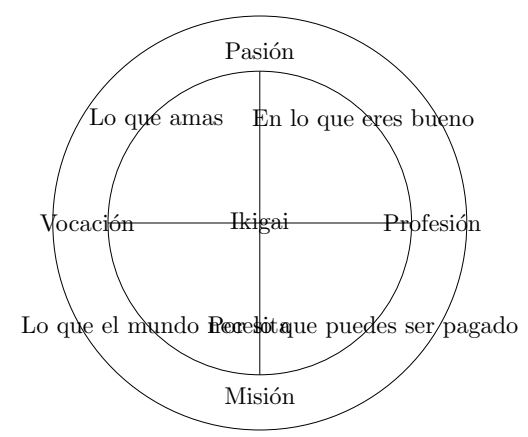 Pasión
Lo que amas
En lo que eres bueno
Vocación
Ikigai
Profesión
Lo que el mundo necesita
Por lo que puedes ser pagado
Misión